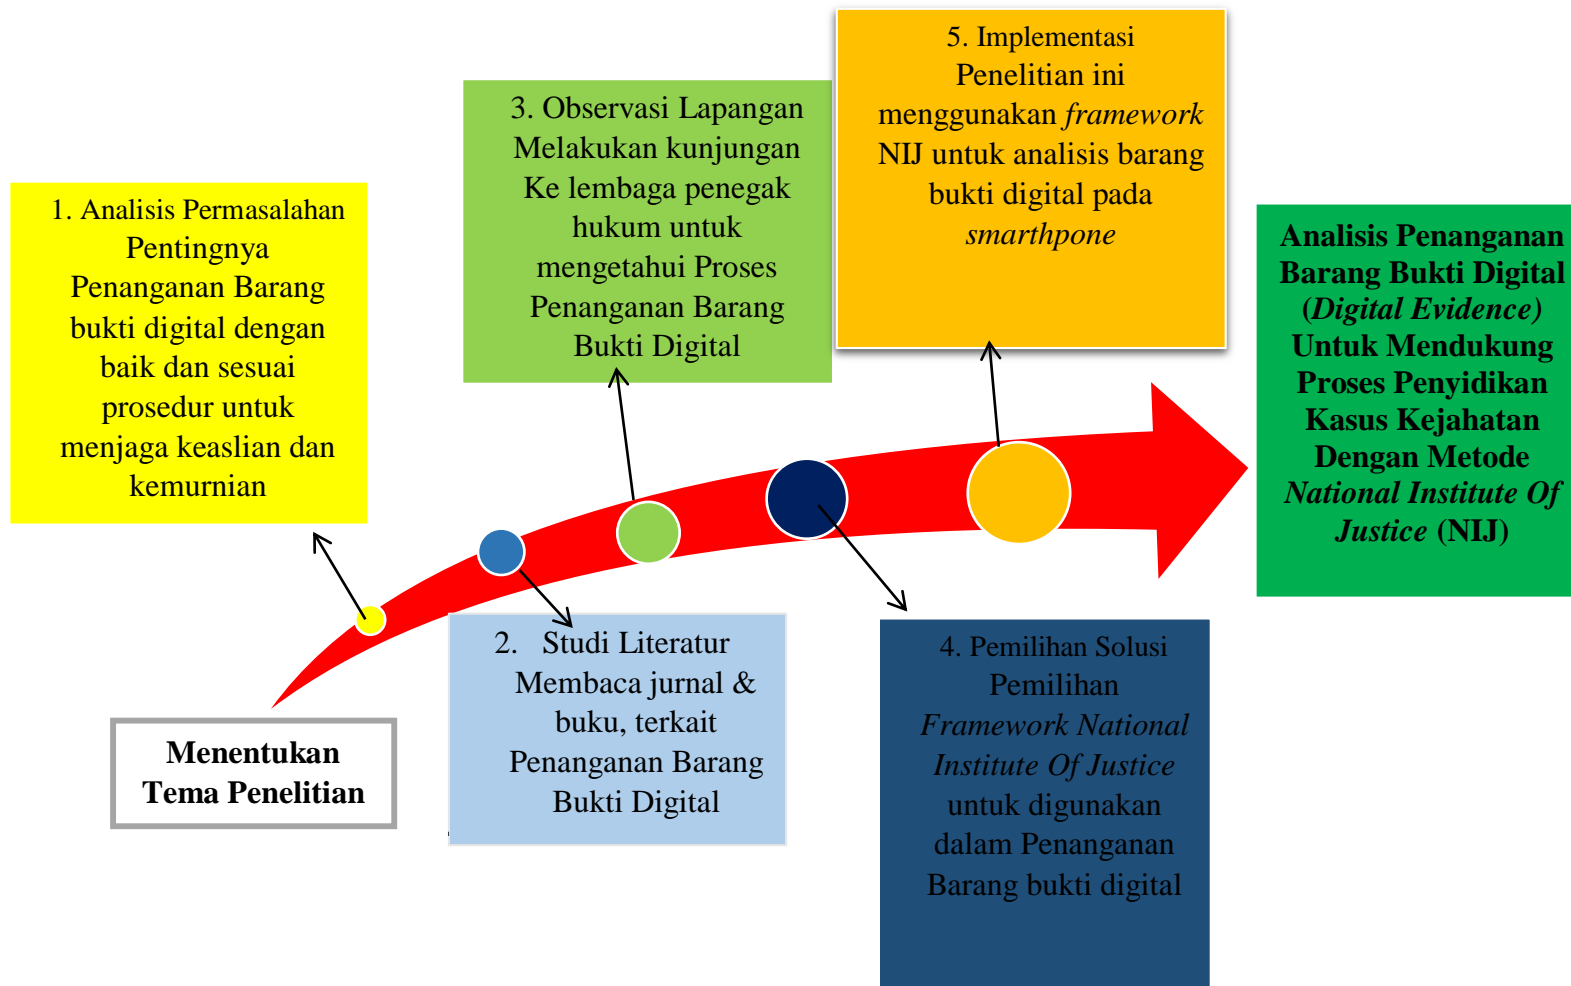 Menentukan
Tema Penelitian
1. Analisis Permasalahan
Pentingnya
Penanganan Barang
bukti digital dengan
baik dan sesuai
prosedur untuk
menjaga keaslian dan
kemurnian
2. Studi Literatur
Membaca jurnal &
buku, terkait
Penanganan Barang
Bukti Digital
3. Observasi Lapangan
Melakukan kunjungan
Ke lembaga penegak
hukum untuk
mengetahui Proses
Penanganan Barang
Bukti Digital
4. Pemilihan Solusi
Pemilihan
Framework National
Institute Of Justice
untuk digunakan
dalam Penanganan
Barang bukti digital
5. Implementasi
Penelitian ini
menggunakan framework
NIJ untuk analisis barang
bukti digital pada
smarthpone
Analisis Penanganan
Barang Bukti Digital
(Digital Evidence)
Untuk Mendukung
Proses Penyidikan
Kasus Kejahatan
Dengan Metode
National Institute Of
Justice (NIJ)